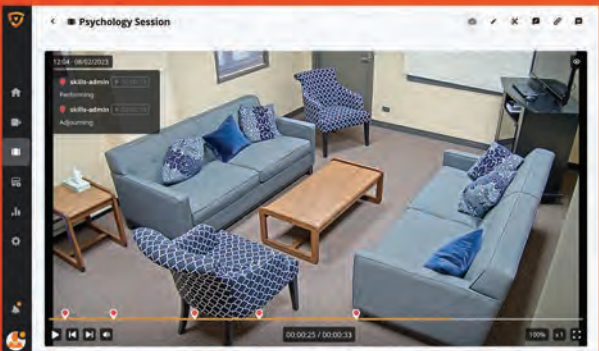 Psychology Session
12:04 - 06/02/2023
skills-admin
Performing
skills-admin
Adjourning
00:00:25 / 00:00:33
100%
x1